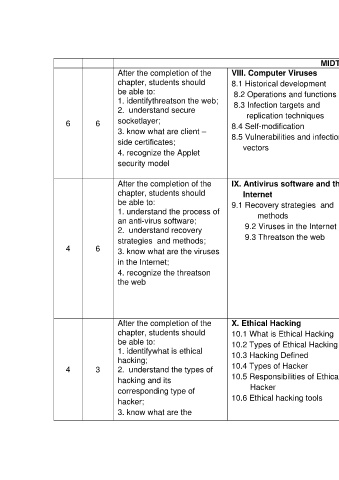 MIDT
6
6
After the completion of the
chapter, students should
be able to:
1. identifythreatson the web;
2.  understand secure
socketlayer;
3. know what are client –
side certificates;
4. recognize the Applet
security model
VIII. Computer Viruses
8.1 Historical development
8.2 Operations and functions
8.3 Infection targets and
replication techniques
8.4 Self-modification
8.5 Vulnerabilities and infectio
vectors
4
6
After the completion of the
chapter, students should
be able to:
1. understand the process of
an anti-virus software;
2.  understand recovery
strategies  and methods;
3. know what are the viruses
in the Internet;
4. recognize the threatson
the web
IX. Antivirus software and th
Internet
9.1 Recovery strategies  and
methods
9.2 Viruses in the Internet
9.3 Threatson the web
4
3
After the completion of the
chapter, students should
be able to:
1. identifywhat is ethical
hacking;
2.  understand the types of
hacking and its
corresponding type of
hacker;
3. know what are the
X. Ethical Hacking
10.1 What is Ethical Hacking
10.2 Types of Ethical Hacking
10.3 Hacking Defined
10.4 Types of Hacker
10.5 Responsibilities of Ethica
Hacker
10.6 Ethical hacking tools